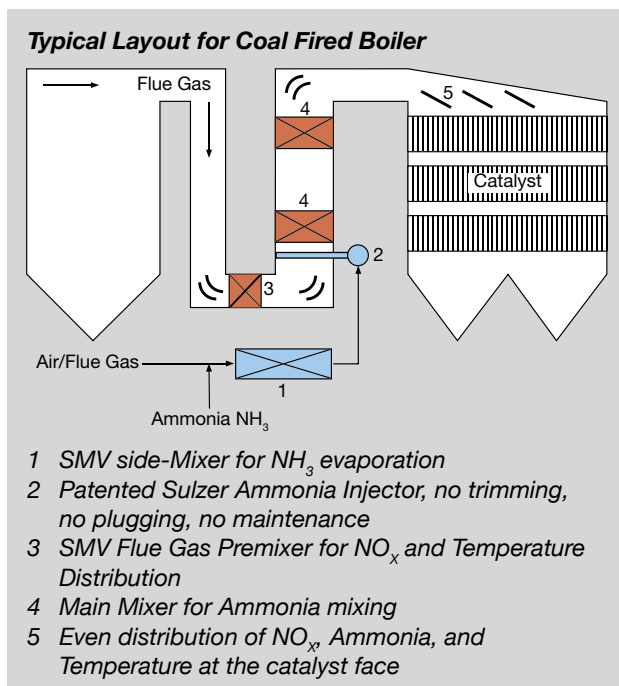 Typical Layout for Coal Fired Boiler
Flue Gas
5
4
Catalyst
4
2
3
Air/Flue Gas
1
Ammonia NH₃
1 SMV side-Mixer for NH₃ evaporation
2 Patented Sulzer Ammonia Injector, no trimming,
no plugging, no maintenance
3 SMV Flue Gas Premixer for NOₓ and Temperature
Distribution
4 Main Mixer for Ammonia mixing
5 Even distribution of NOₓ, Ammonia, and
Temperature at the catalyst face